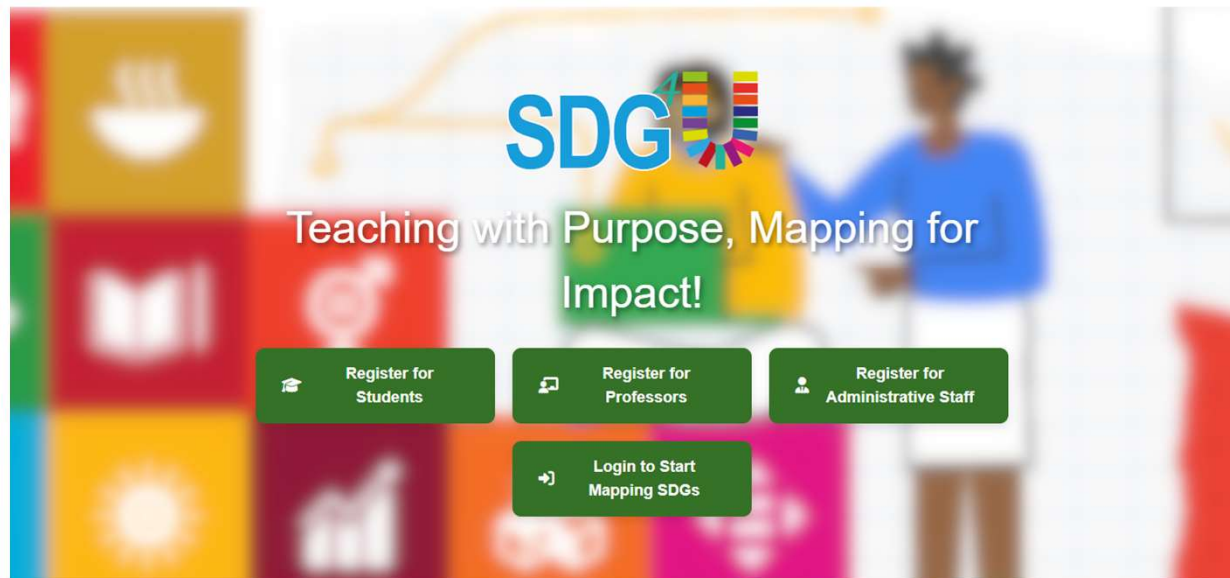 SDG4U
Teaching with Purpose, Mapping for
Impact!
Register for
Students
Register for
Professors
Register for
Administrative Staff
Login to Start
Mapping SDGs